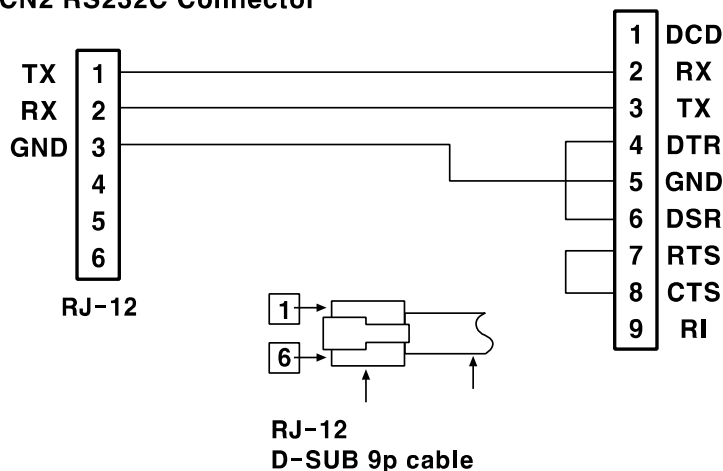 CN2 RS232C Connector
TX 1
RX 2
GND 3
4
5
6
RJ-12
1 DCD
2 RX
3 TX
4 DTR
5 GND
6 DSR
7 RTS
8 CTS
9 RI
1
6
RJ-12
D-SUB 9p cable